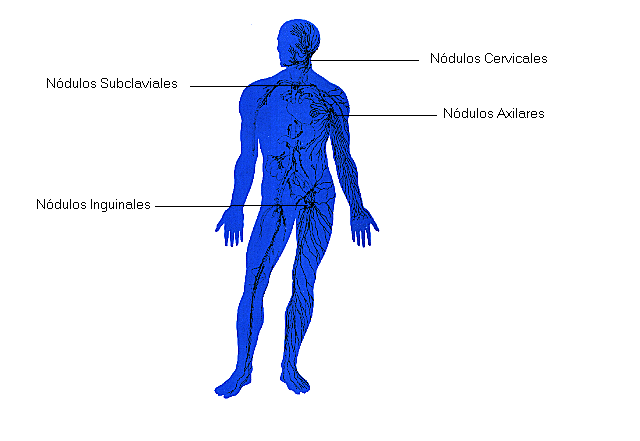 Nódulos Cervicales
Nódulos Subclaviales
Nódulos Axilares
Nódulos Inguinales